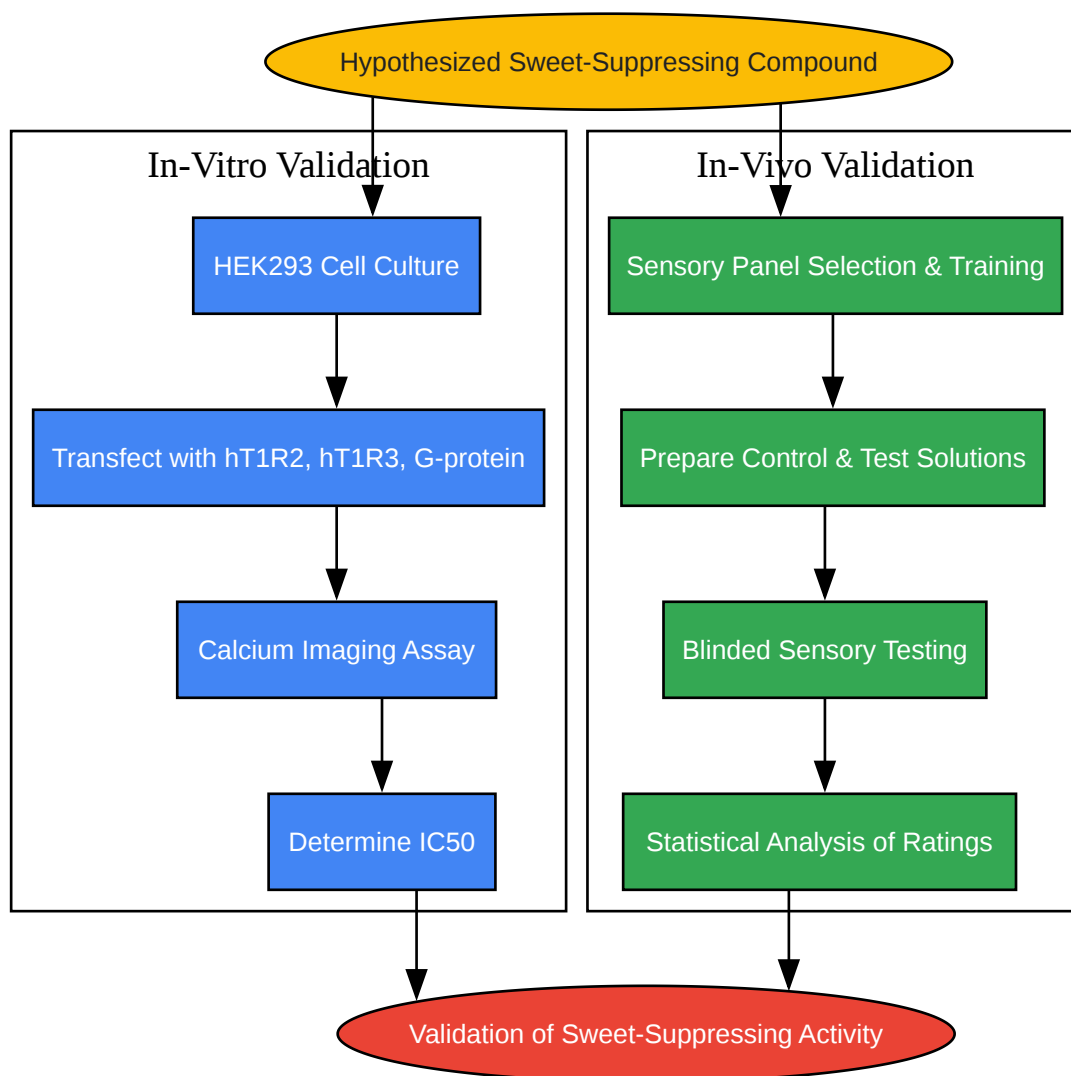 Hypothesized Sweet-Suppressing Compound
In-Vitro Validation
HEK293 Cell Culture
Transfect with hT1R2, hT1R3, G-protein
Calcium Imaging Assay
Determine IC50
In-Vivo Validation
Sensory Panel Selection & Training
Prepare Control & Test Solutions
Blinded Sensory Testing
Statistical Analysis of Ratings
Validation of Sweet-Suppressing Activity